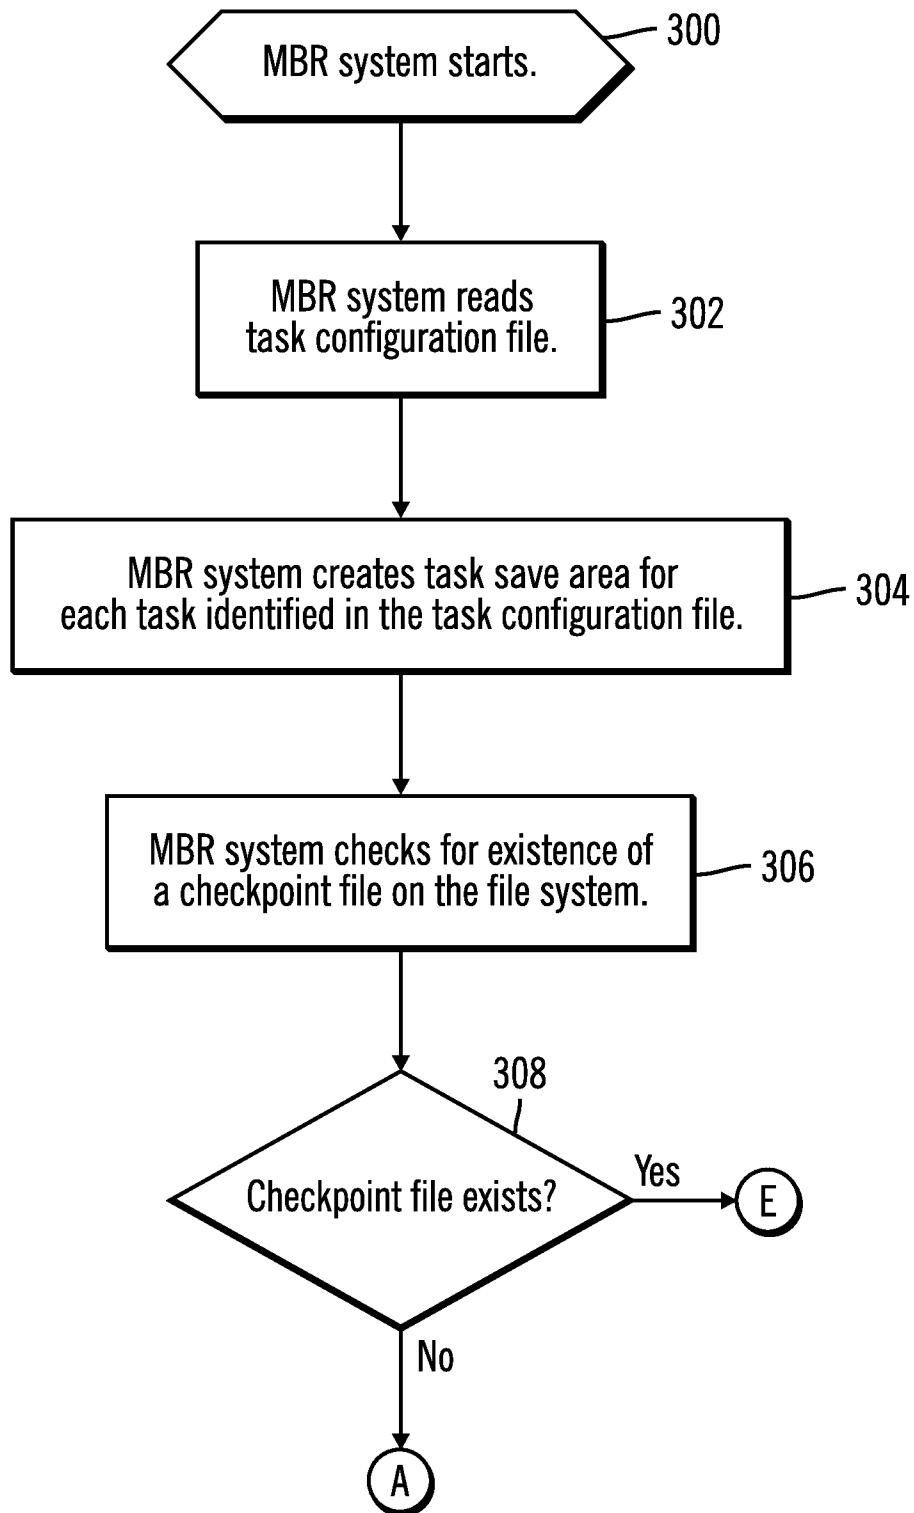 MBR system starts.
300
MBR system reads
task configuration file.
302
MBR system creates task save area for
each task identified in the task configuration file.
304
MBR system checks for existence of
a checkpoint file on the file system.
306
308
Checkpoint file exists?
Yes
E
No
A